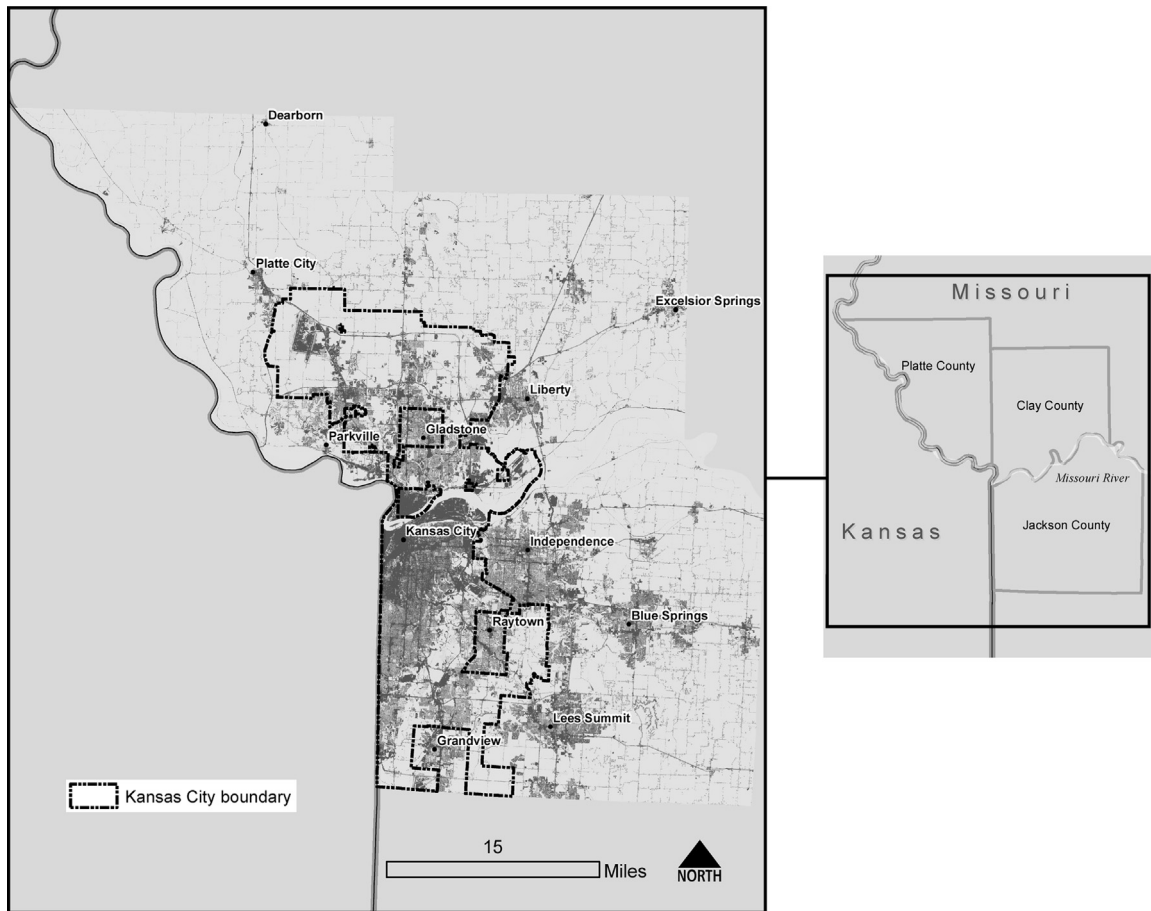 Dearborn
Platte City
Excelsior Springs
Liberty
Gladstone
Parkville
Kansas City
Independence
Raytown
Blue Springs
Lees Summit
Grandview
Kansas City boundary
15
Miles
NORTH
Missouri
Platte County
Clay County
Missouri River
Jackson County
Kansas